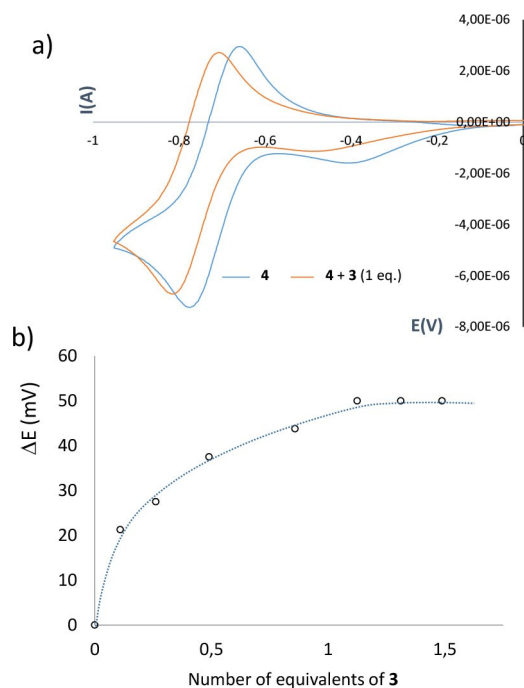 a)
4,00E-06
2,00E-06
I(A)
0,00E+00
-1
-0,8
-0,6
-0,4
-0,2
0
-2,00E-06
-4,00E-06
4
4 + 3 (1 eq.)
-6,00E-06
E(V)
-8,00E-06
b)
60
50
40
30
20
10
0
ΔE (mV)
0
0,5
1
1,5
Number of equivalents of 3